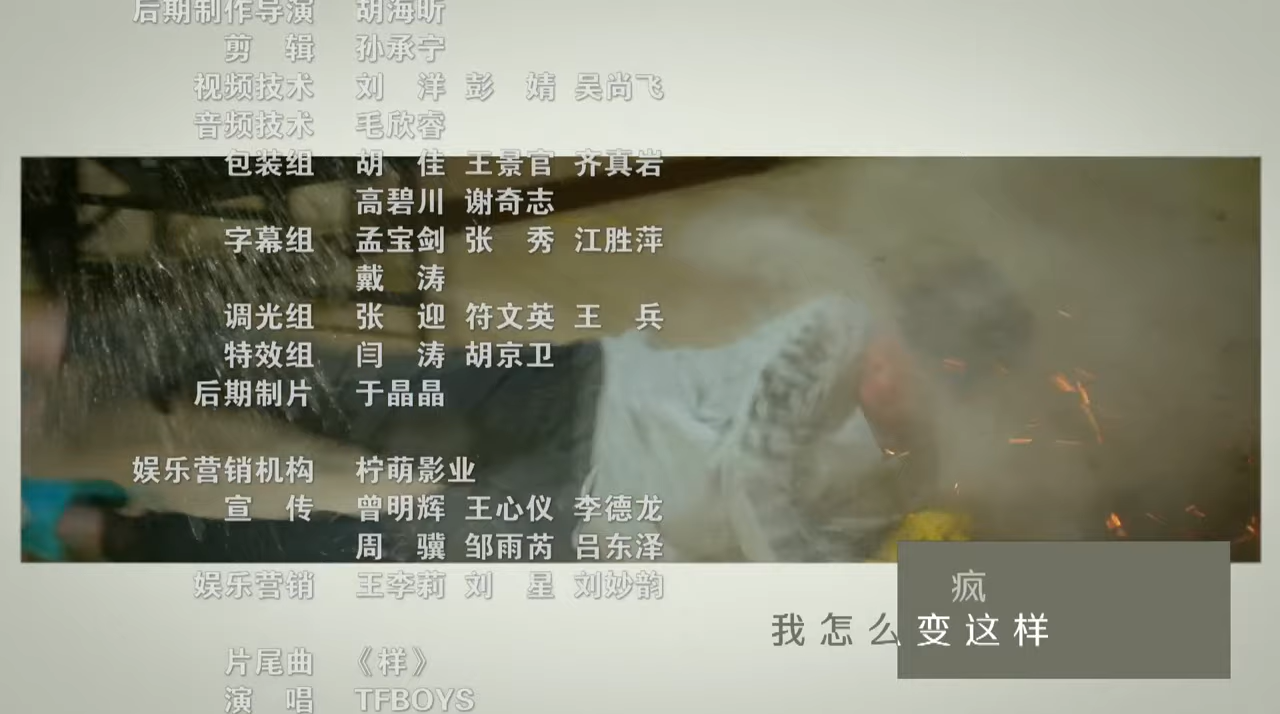 后期制作导演 胡海昕
剪 辑 孙承宁
视频技术 刘 洋 彭 婧 吴尚飞
音频技术 毛欣睿
包装组 胡 佳 王景官 齐真岩
高碧川 谢奇志
字幕组 孟宝剑 张 秀 江胜萍
戴 涛
调光组 张 迎 符文英 王 兵
特效组 闫 涛 胡京卫
后期制片 于晶晶
娱乐营销机构 柠萌影业
宣 传 曾明辉 王心仪 李德龙
周 骥 邹雨芮 吕东泽
娱乐营销 王李莉 刘 星 刘妙韵
疯
我怎么变这样
片尾曲 《样》
演 唱 TFBOYS